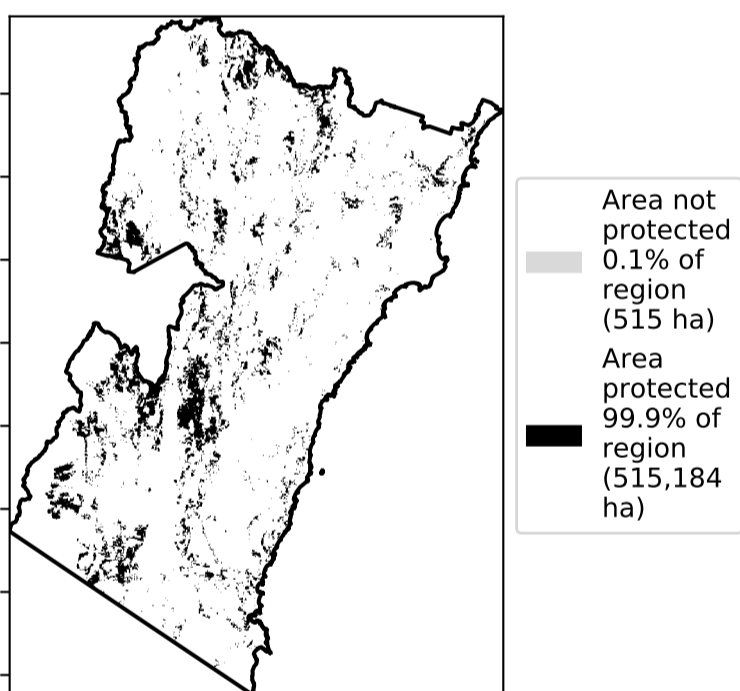 Area not
protected
0.1% of
region
(515 ha)
Area
protected
99.9% of
region
(515,184
ha)